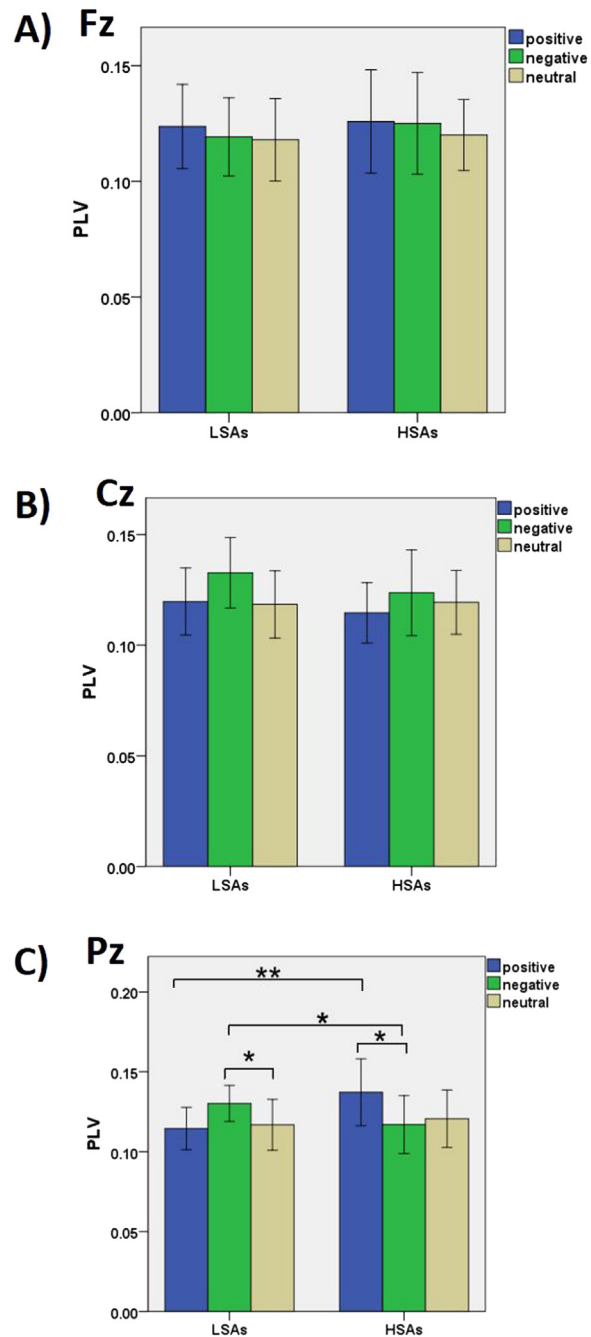 A) Fz
positive
negative
neutral
0.15
0.10
0.05
0.00
PLV
LSAs HSAs
B) Cz
positive
negative
neutral
0.15
0.10
0.05
0.00
PLV
LSAs HSAs
C) Pz
positive
negative
neutral
0.20
0.15
0.10
0.05
0.00
PLV
**
*
*
*
LSAs HSAs